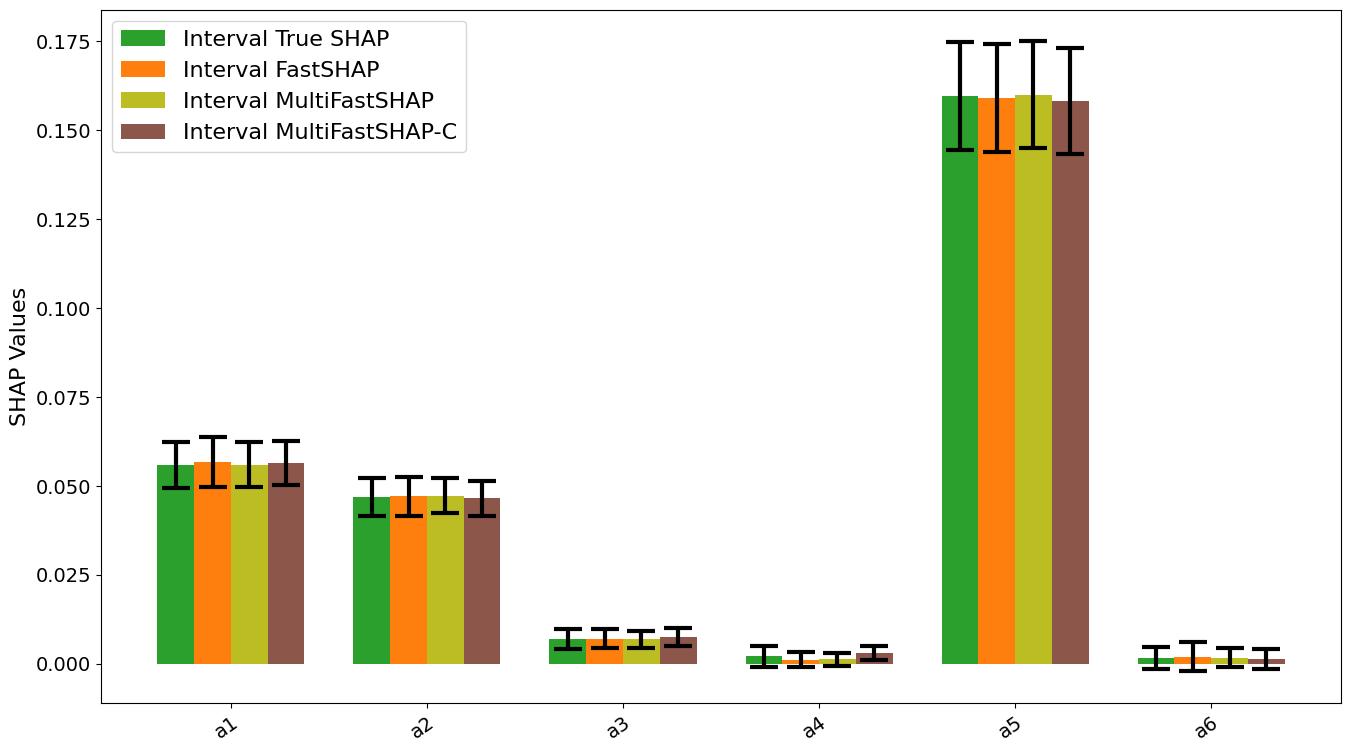 Interval True SHAP
Interval FastSHAP
Interval MultiFastSHAP
Interval MultiFastSHAP-C
SHAP Values
0.175
0.150
0.125
0.100
0.075
0.050
0.025
0.000
a1 a2 a3 a4 a5 a6